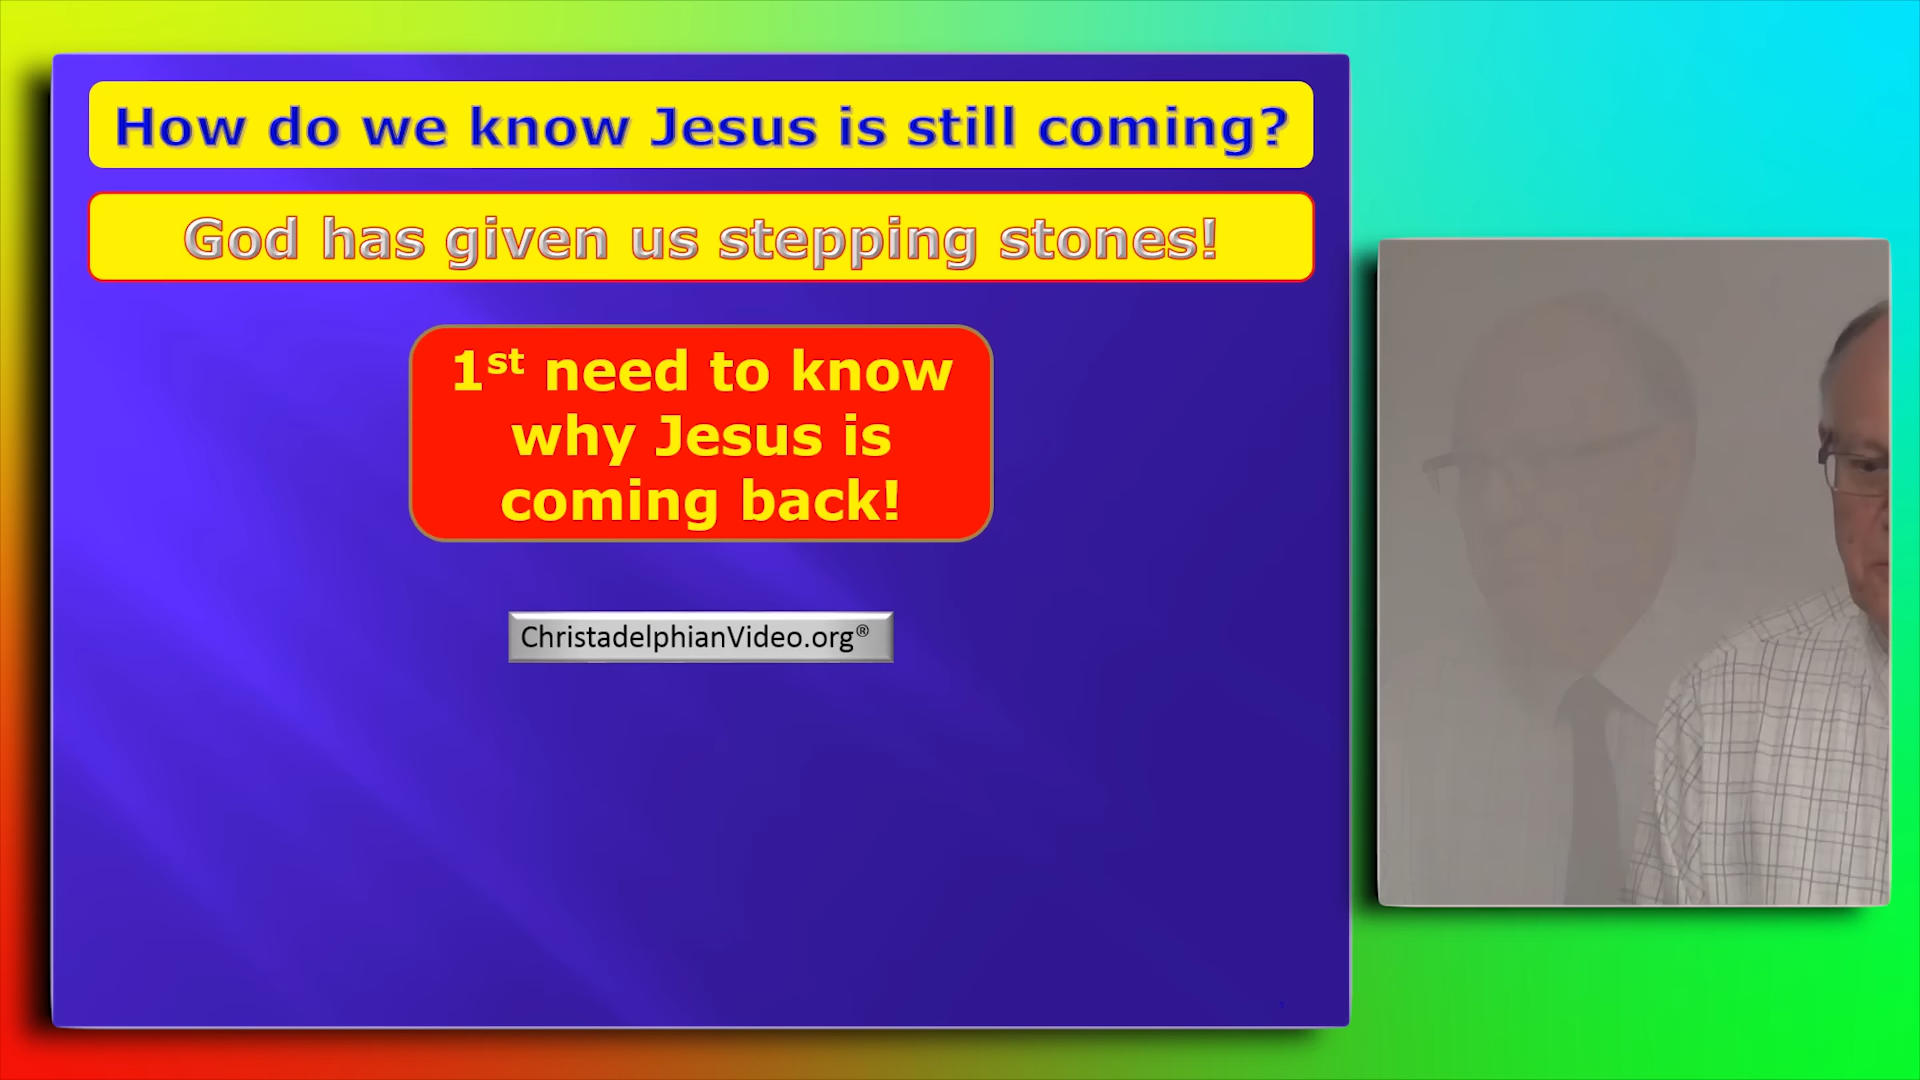 How do we know Jesus is still coming?
God has given us stepping stones!
1st need to know
why Jesus is
coming back!
ChristadelphianVideo.org®